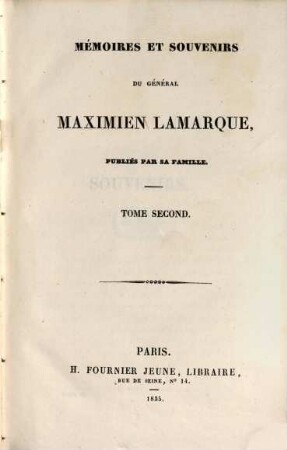 MÉMOIRES ET SOUVENIRS
DU GÉNÉRAL
MAXIMIEN LAMARQUE,
PUBLIÉS PAR SA FAMILLE.
TOME SECOND.
PARIS.
H. FOURNIER JEUNE, LIBRAIRE,
RUE DE SEINE, Nº 14.
1835.